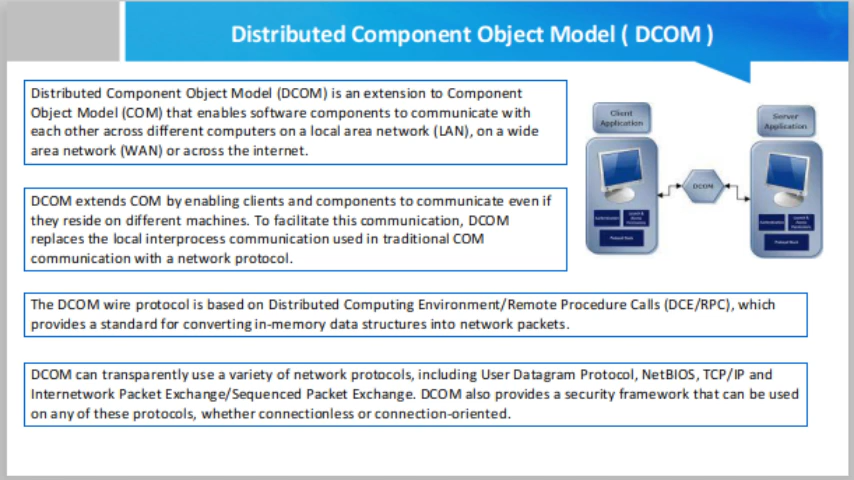 Distributed Component Object Model ( DCOM )
Distributed Component Object Model (DCOM) is an extension to Component
Object Model (COM) that enables software components to communicate with
each other across different computers on a local area network (LAN), on a wide
area network (WAN) or across the internet.
DCOM extends COM by enabling clients and components to communicate even if
they reside on different machines. To facilitate this communication, DCOM
replaces the local interprocess communication used in traditional COM
communication with a network protocol.
Client
Application
Server
Application
DCOM
Protocol Stack
Protocol Stack
The DCOM wire protocol is based on Distributed Computing Environment/Remote Procedure Calls (DCE/RPC), which
provides a standard for converting in-memory data structures into network packets.
DCOM can transparently use a variety of network protocols, including User Datagram Protocol, NetBIOS, TCP/IP and
Internetwork Packet Exchange/Sequenced Packet Exchange. DCOM also provides a security framework that can be used
on any of these protocols, whether connectionless or connection-oriented.